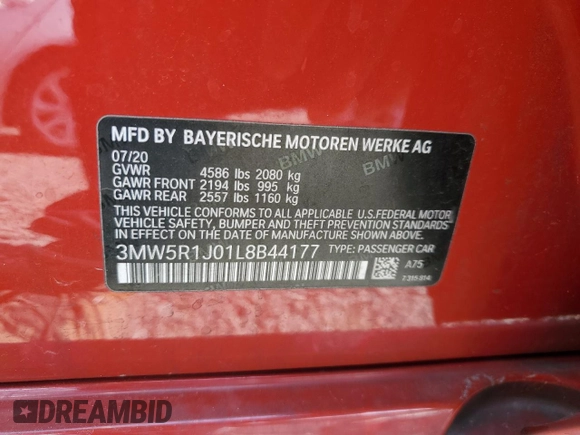 MFD BY BAYERISCHE MOTOREN WERKE AG
07/20
GVWR 4586 lbs 2080 kg
GAWR FRONT 2194 lbs 995 kg
GAWR REAR 2557 lbs 1160 kg
THIS VEHICLE CONFORMS TO ALL APPLICABLE U.S.FEDERAL MOTOR
VEHICLE SAFETY, BUMPER AND THEFT PREVENTION STANDARDS
IN EFFECT ON THE DATE OF MANUFACTURE SHOWN ABOVE.
3MW5R1J01L8B44177 TYPE: PASSENGER CAR
A75
DREAMBID